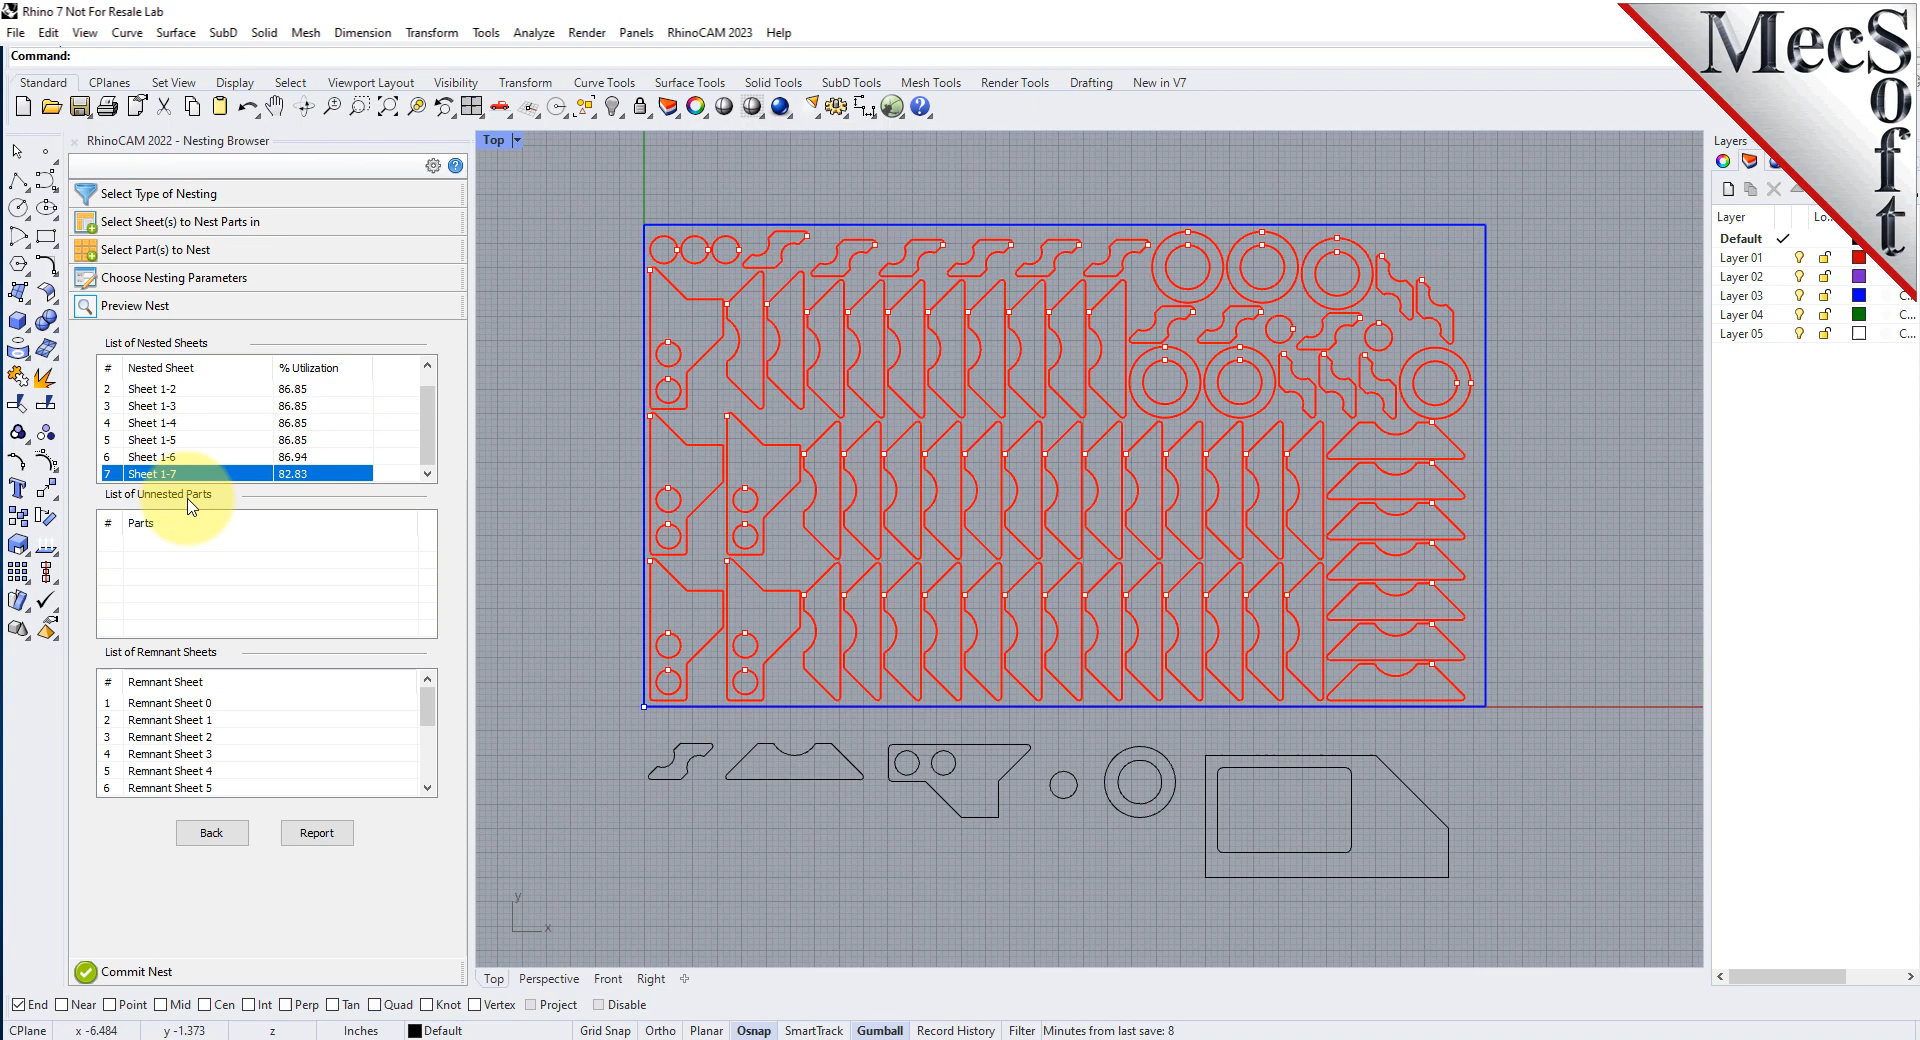 Rhino 7 Not For Resale Lab
File Edit View Curve Surface SubD Solid Mesh Dimension Transform Tools Analyze Render Panels RhinoCAM 2023 Help
Command:
Standard CPlanes Set View Display Select Viewport Layout Visibility Transform Curve Tools Surface Tools Solid Tools SubD Tools Mesh Tools Render Tools Drafting New in V7
MecSoft
RhinoCAM 2022 - Nesting Browser
Select Type of Nesting
Select Sheet(s) to Nest Parts in
Select Part(s) to Nest
Choose Nesting Parameters
Preview Nest
List of Nested Sheets
# Nested Sheet % Utilization
2 Sheet 1-2 86.85
3 Sheet 1-3 86.85
4 Sheet 1-4 86.85
5 Sheet 1-5 86.85
6 Sheet 1-6 86.94
7 Sheet 1-7 82.83
List of Unnested Parts
# Parts
List of Remnant Sheets
# Remnant Sheet
1 Remnant Sheet 0
2 Remnant Sheet 1
3 Remnant Sheet 2
4 Remnant Sheet 3
5 Remnant Sheet 4
6 Remnant Sheet 5
Back Report
Commit Nest
Top
y
x
Top Perspective Front Right
Layers
Layer Lo...
Default
Layer 01
Layer 02
Layer 03 C...
Layer 04 C...
Layer 05 C...
End Near Point Mid Cen Int Perp Tan Quad Knot Vertex Project Disable
CPlane x -6.484 y -1.373 z Inches Default Grid Snap Ortho Planar Osnap SmartTrack Gumball Record History Filter Minutes from last save: 8